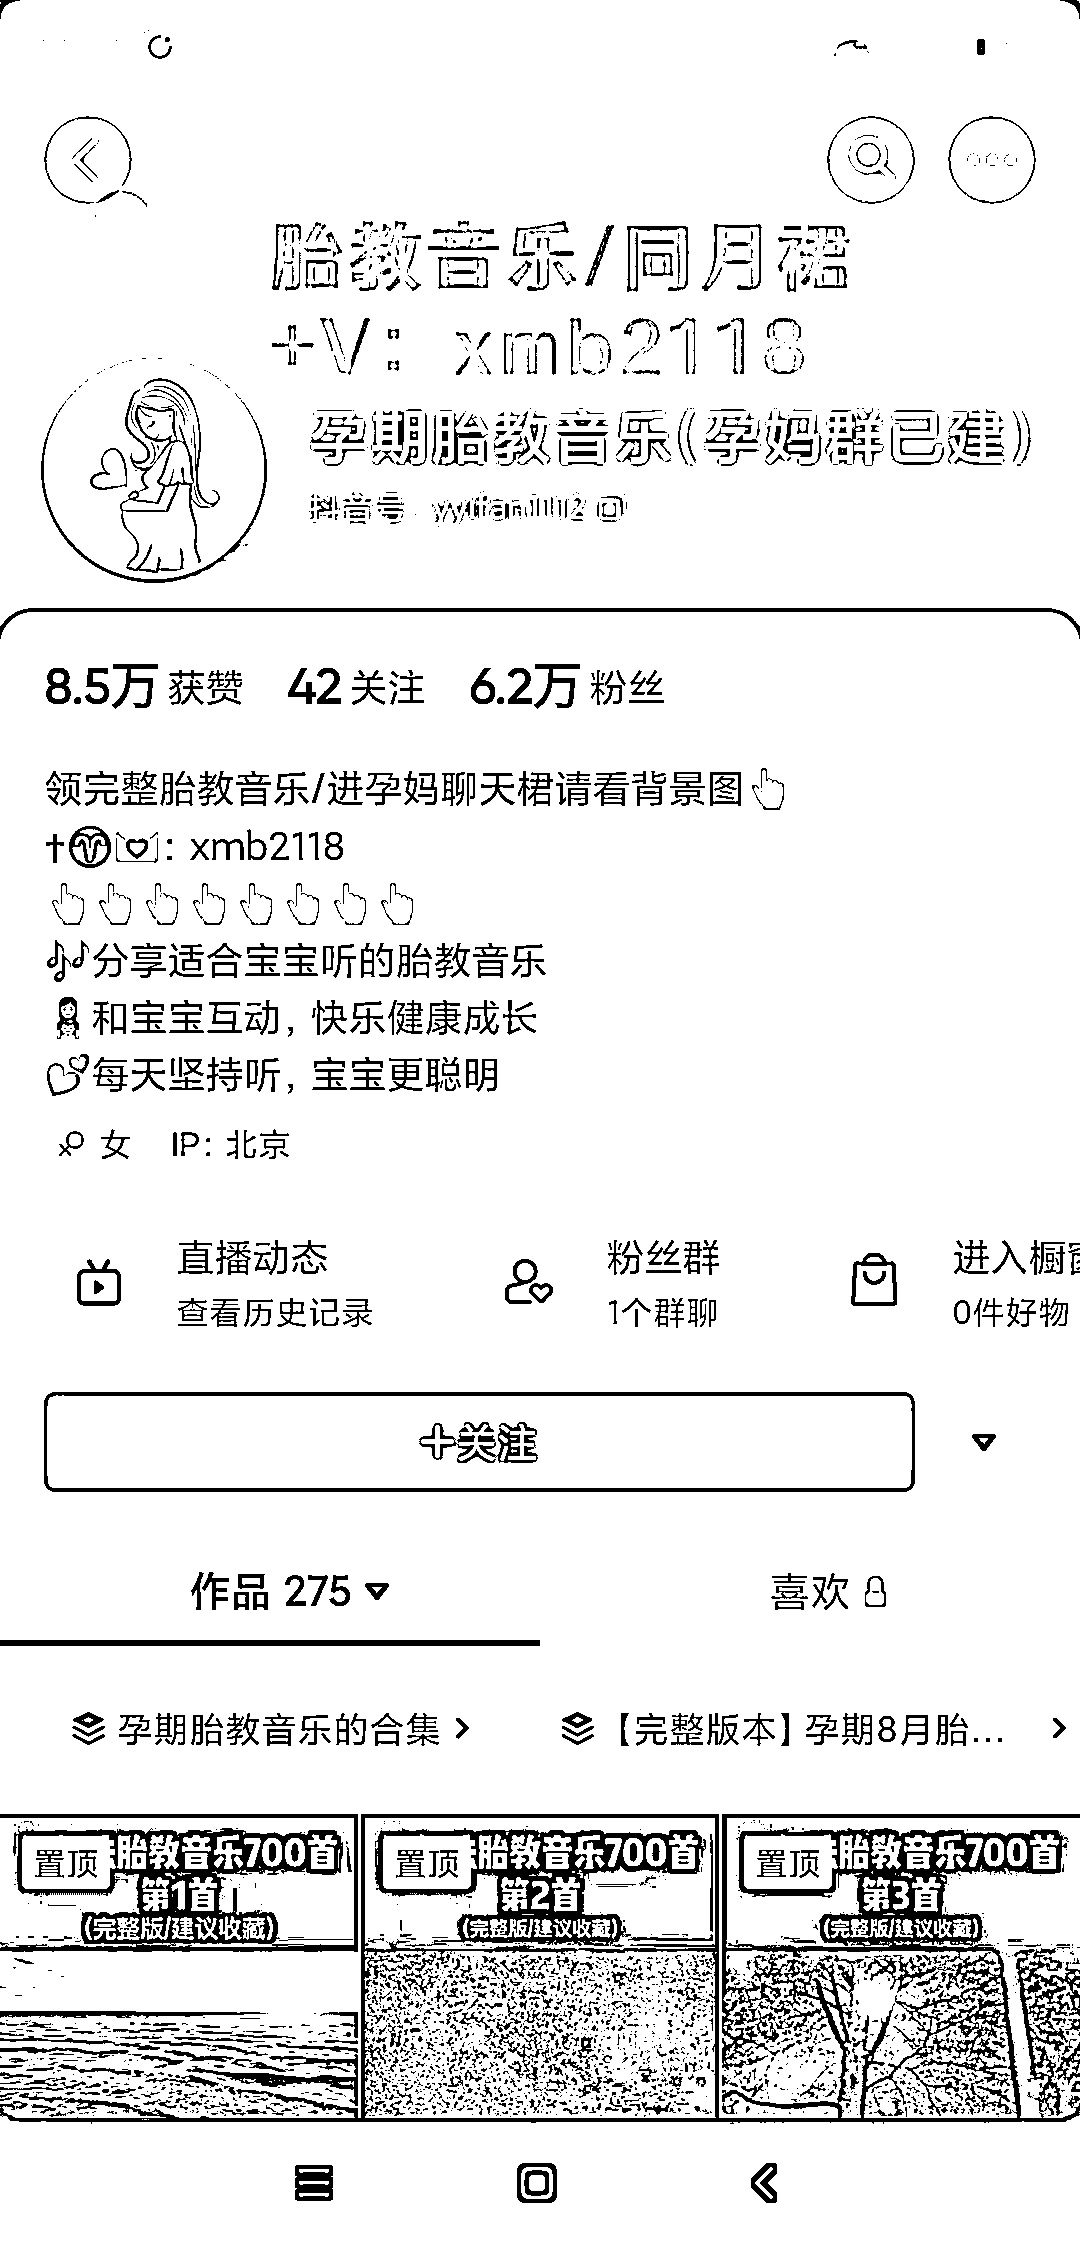 胎教音乐/同月裙
+V: xmb2118
孕期胎教音乐(孕妈群已建)
抖音号
8.5万 获赞 42 关注 6.2万 粉丝
领完整胎教音乐/进孕妈聊天桾请看背景图👆
†♈💌: xmb2118
👆👆👆👆👆👆👆👆
🎶分享适合宝宝听的胎教音乐
和宝宝互动, 快乐健康成长
💕每天坚持听, 宝宝更聪明
女 IP: 北京
直播动态 粉丝群 进入橱窗
查看历史记录 1个群聊 0件好物
+关注
作品 275 喜欢
孕期胎教音乐的合集 【完整版本】孕期8月胎...
置顶 胎教音乐700首 置顶 胎教音乐700首 置顶 胎教音乐700首
第1首 第2首 第3首
(完整版/建议收藏) (完整版/建议收藏) (完整版/建议收藏)